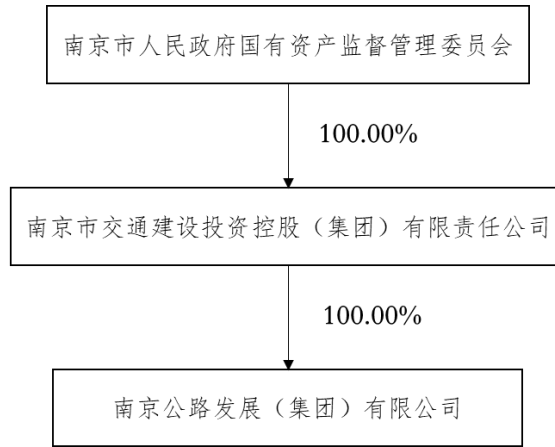 南京市人民政府国有资产监督管理委员会
100.00%
南京市交通建设投资控股（集团）有限责任公司
100.00%
南京公路发展（集团）有限公司